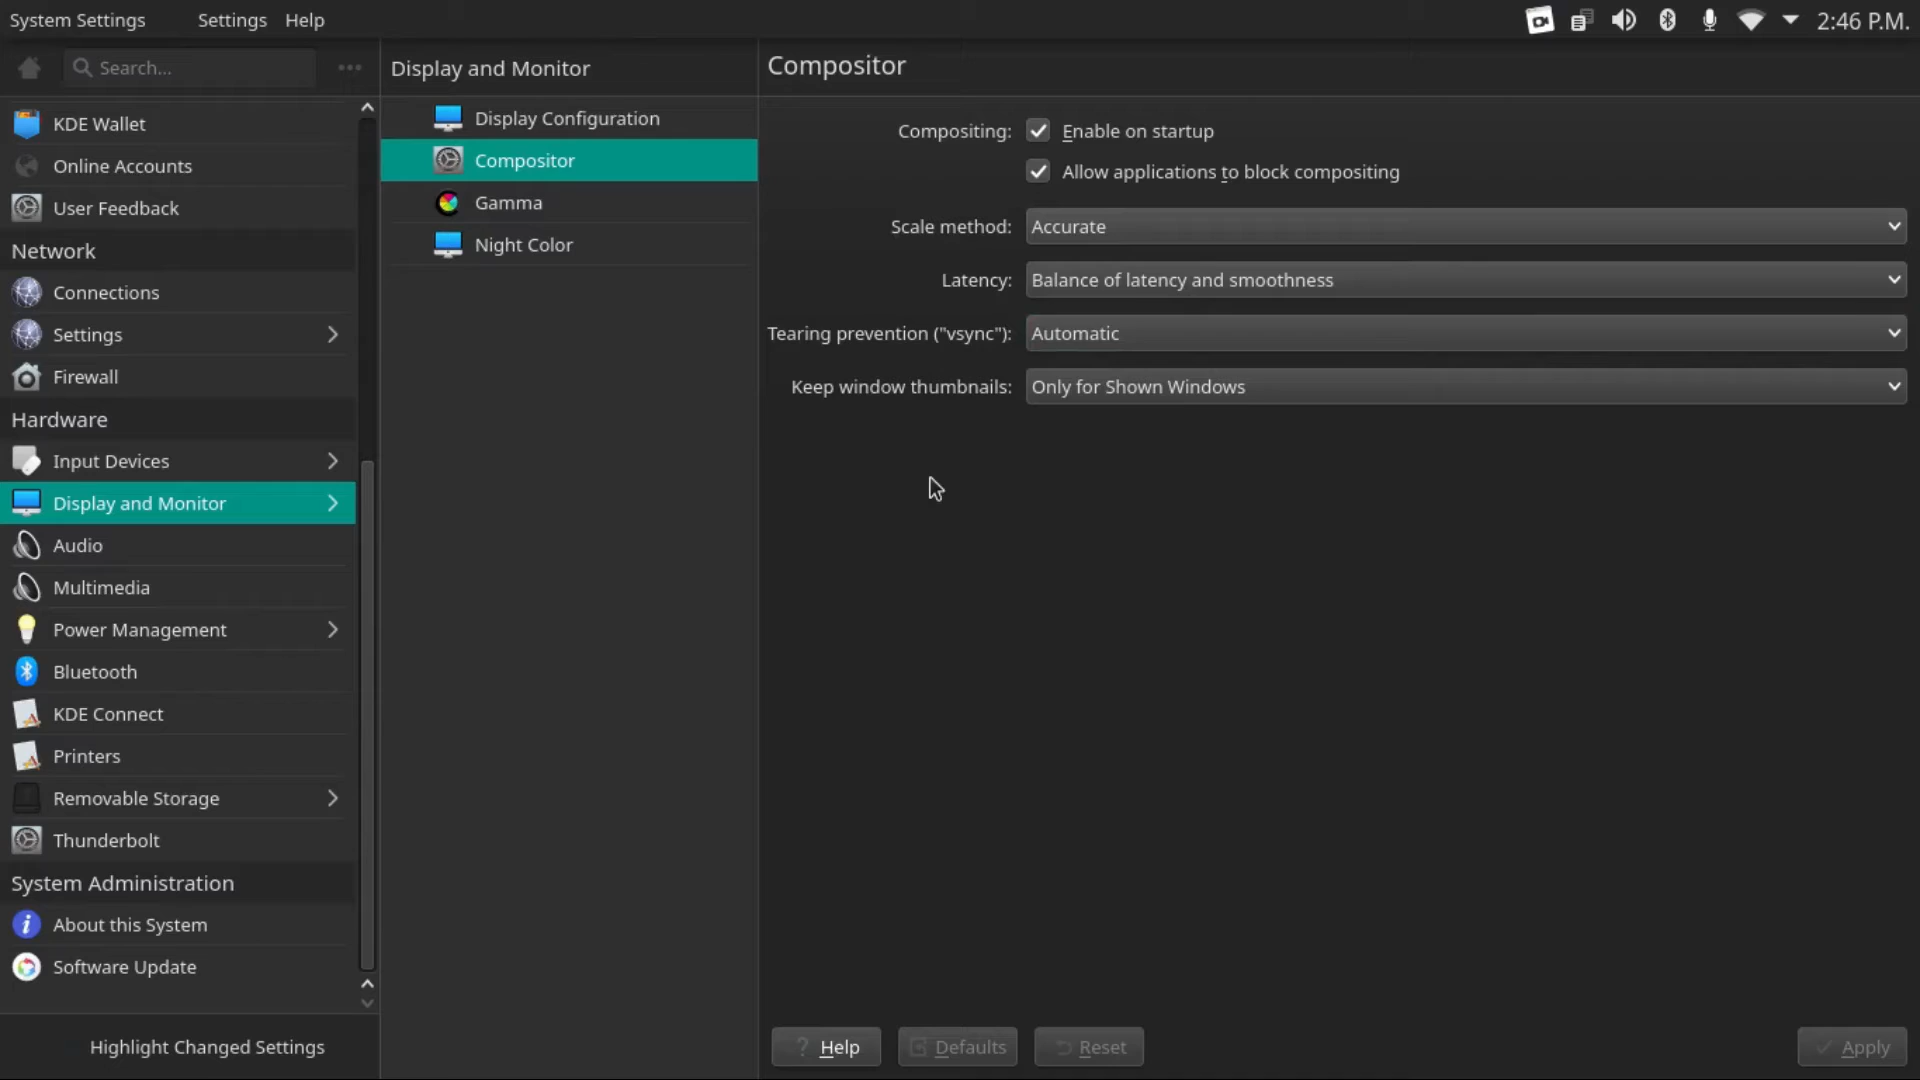 System Settings Settings Help 2:46 P.M.
Search...
KDE Wallet
Online Accounts
User Feedback
Network
Connections
Settings
Firewall
Hardware
Input Devices
Display and Monitor
Audio
Multimedia
Power Management
Bluetooth
KDE Connect
Printers
Removable Storage
Thunderbolt
System Administration
About this System
Software Update
Highlight Changed Settings
Display and Monitor
Display Configuration
Compositor
Gamma
Night Color
Compositor
Compositing: Enable on startup
Allow applications to block compositing
Scale method: Accurate
Latency: Balance of latency and smoothness
Tearing prevention ("vsync"): Automatic
Keep window thumbnails: Only for Shown Windows
? Help Defaults Reset Apply